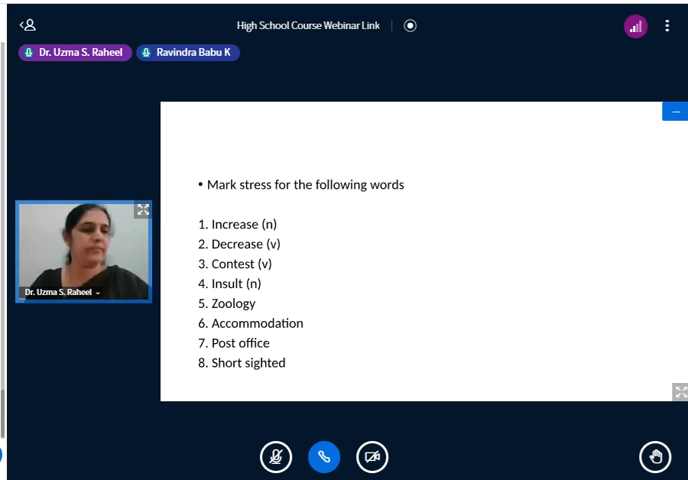 High School Course Webinar Link
Dr. Uzma S. Raheel
Ravindra Babu K
• Mark stress for the following words
1. Increase (n)
2. Decrease (v)
3. Contest (v)
4. Insult (n)
5. Zoology
6. Accommodation
7. Post office
8. Short sighted
Dr. Uzma S. Raheel